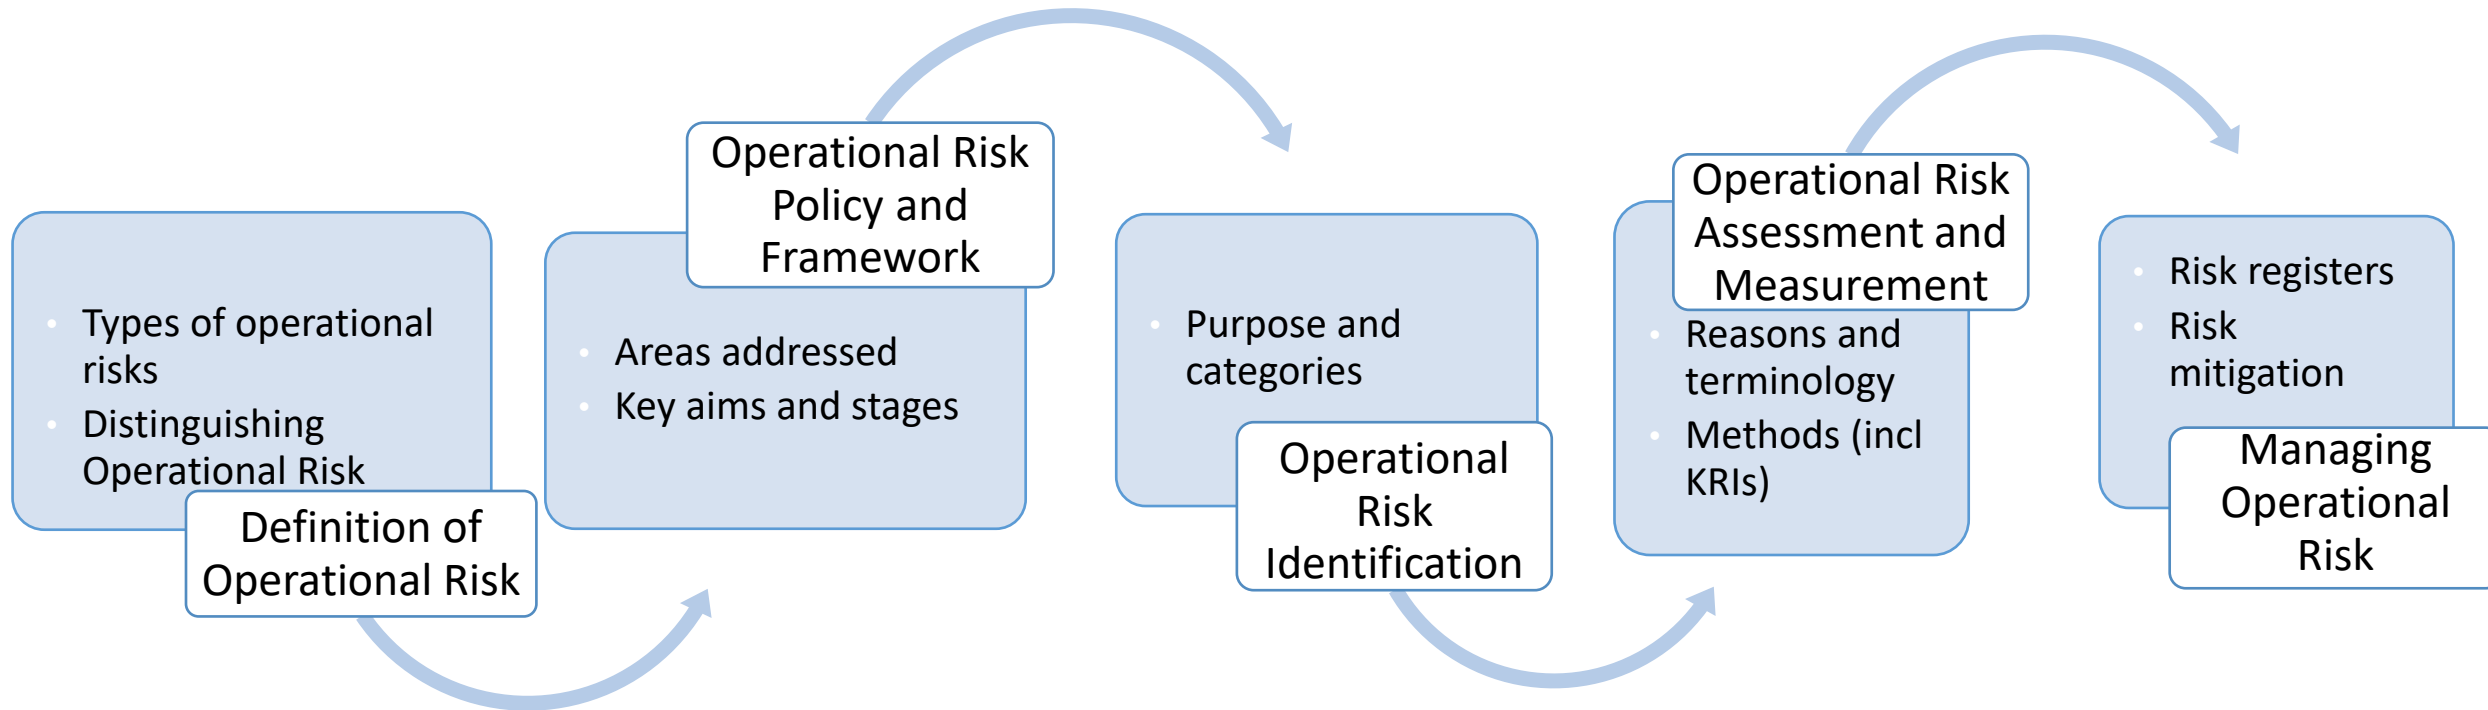 Types of operational
risks
Distinguishing
Operational Risk
Definition of
Operational Risk
Operational Risk
Policy and
Framework
Areas addressed
Key aims and stages
Purpose and
categories
Operational
Risk
Identification
Operational Risk
Assessment and
Measurement
Reasons and
terminology
Methods (incl
KRIs)
Risk registers
Risk
mitigation
Managing
Operational
Risk